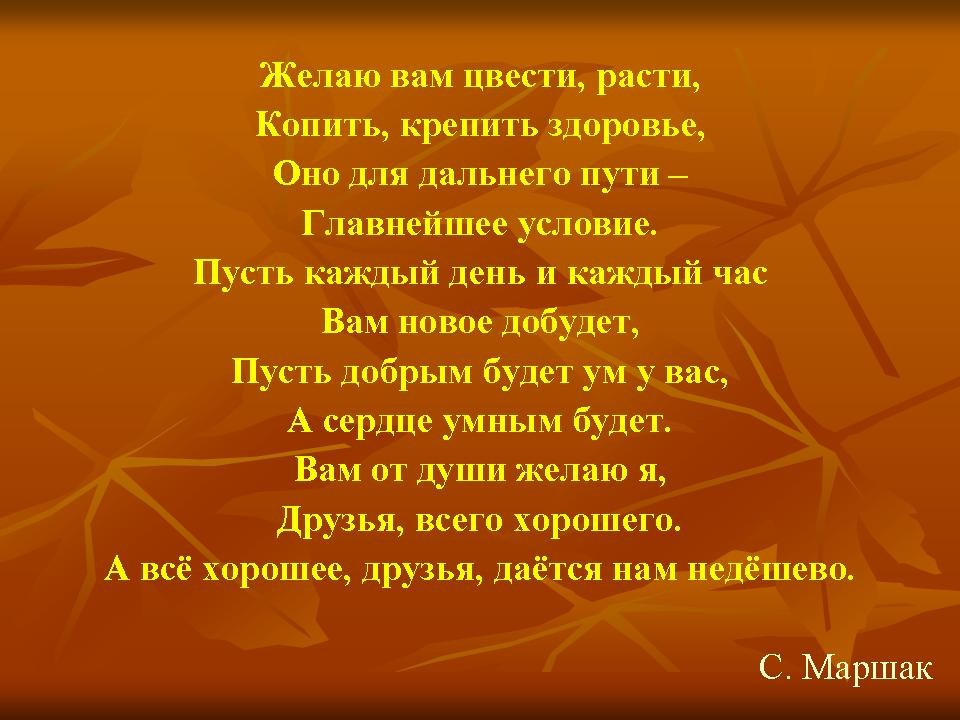 Желаю вам цвести, расти,
Копить, крепить здоровье,
Оно для дальнего пути –
Главнейшее условие.
Пусть каждый день и каждый час
Вам новое добудет,
Пусть добрым будет ум у вас,
А сердце умным будет.
Вам от души желаю я,
Друзья, всего хорошего.
А всё хорошее, друзья, даётся нам недёшево.
С. Маршак